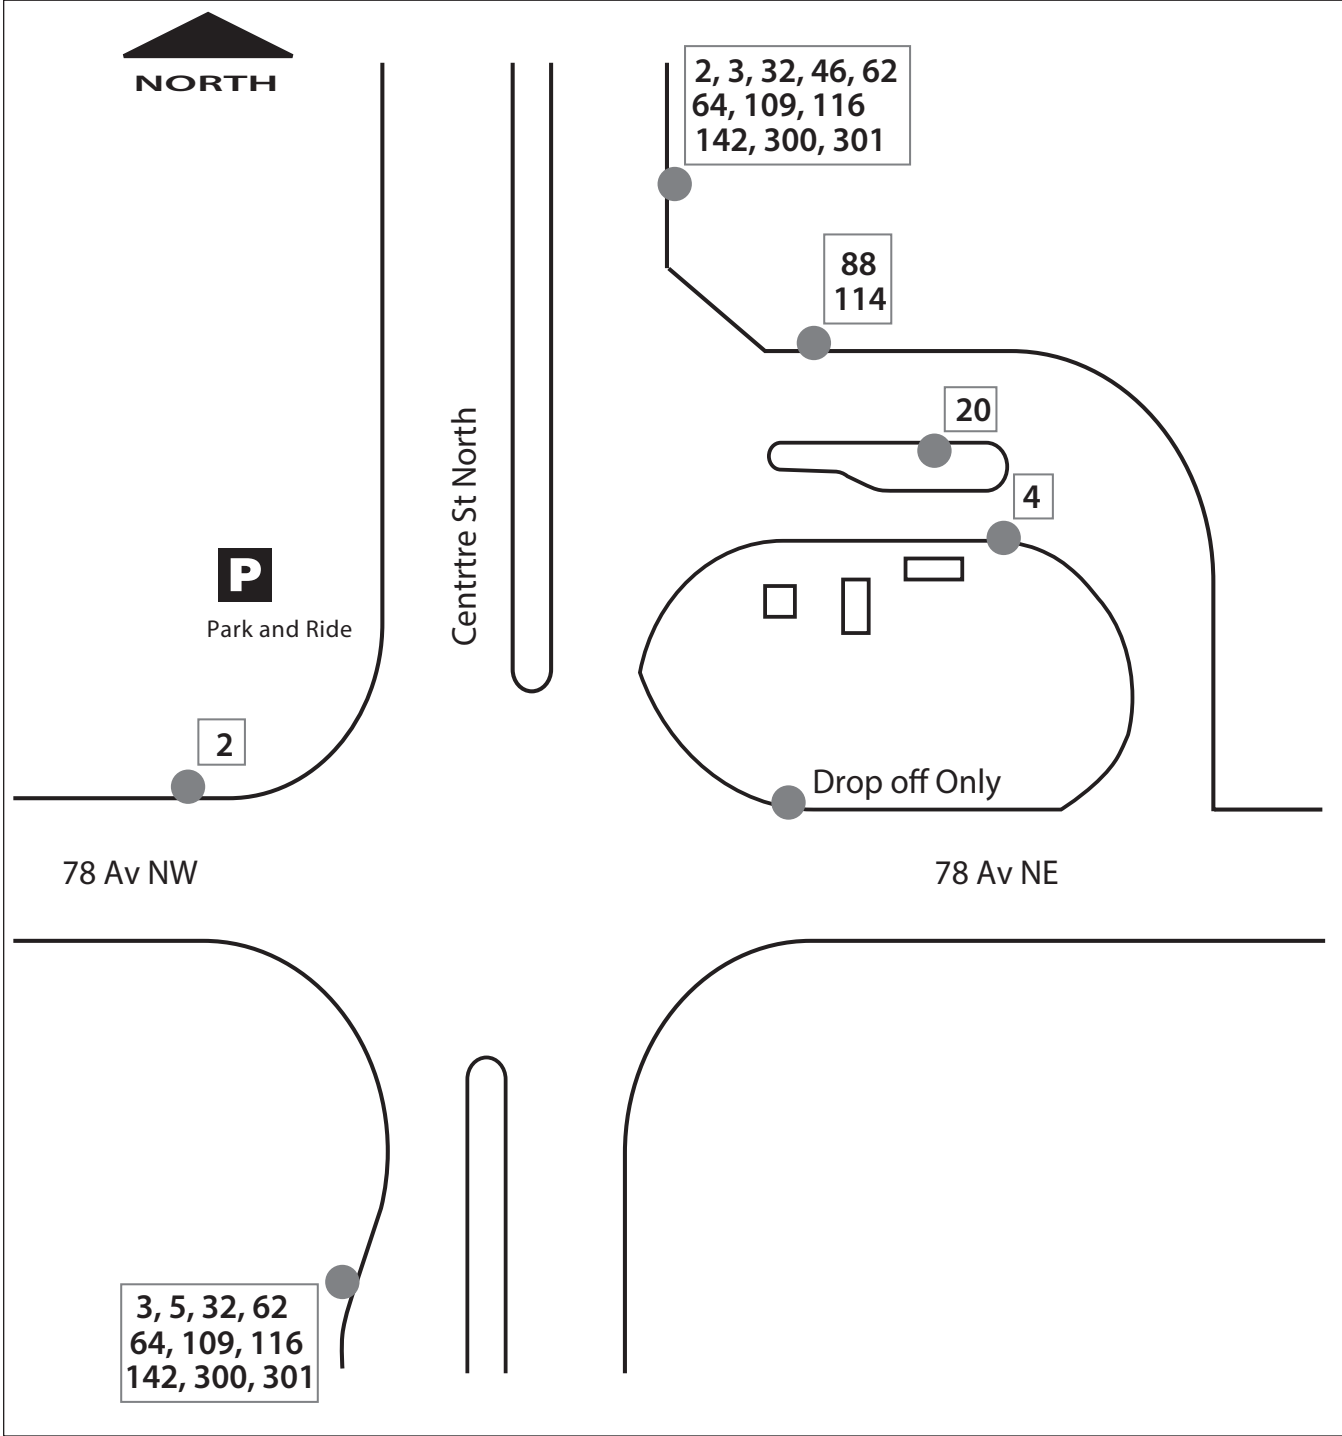 NORTH
2, 3, 32, 46, 62
64, 109, 116
142, 300, 301
88
114
20
4
Centrtre St North
P
Park and Ride
2
Drop off Only
78 Av NW
78 Av NE
3, 5, 32, 62
64, 109, 116
142, 300, 301